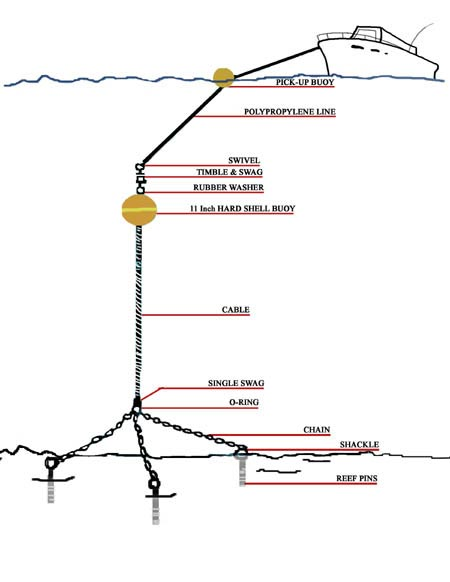 PICK-UP BUOY
POLYPROPYLENE LINE
SWIVEL
TIMBLE & SWAG
RUBBER WASHER
11 Inch HARD SHELL BUOY
CABLE
SINGLE SWAG
O-RING
CHAIN
SHACKLE
REEF PINS